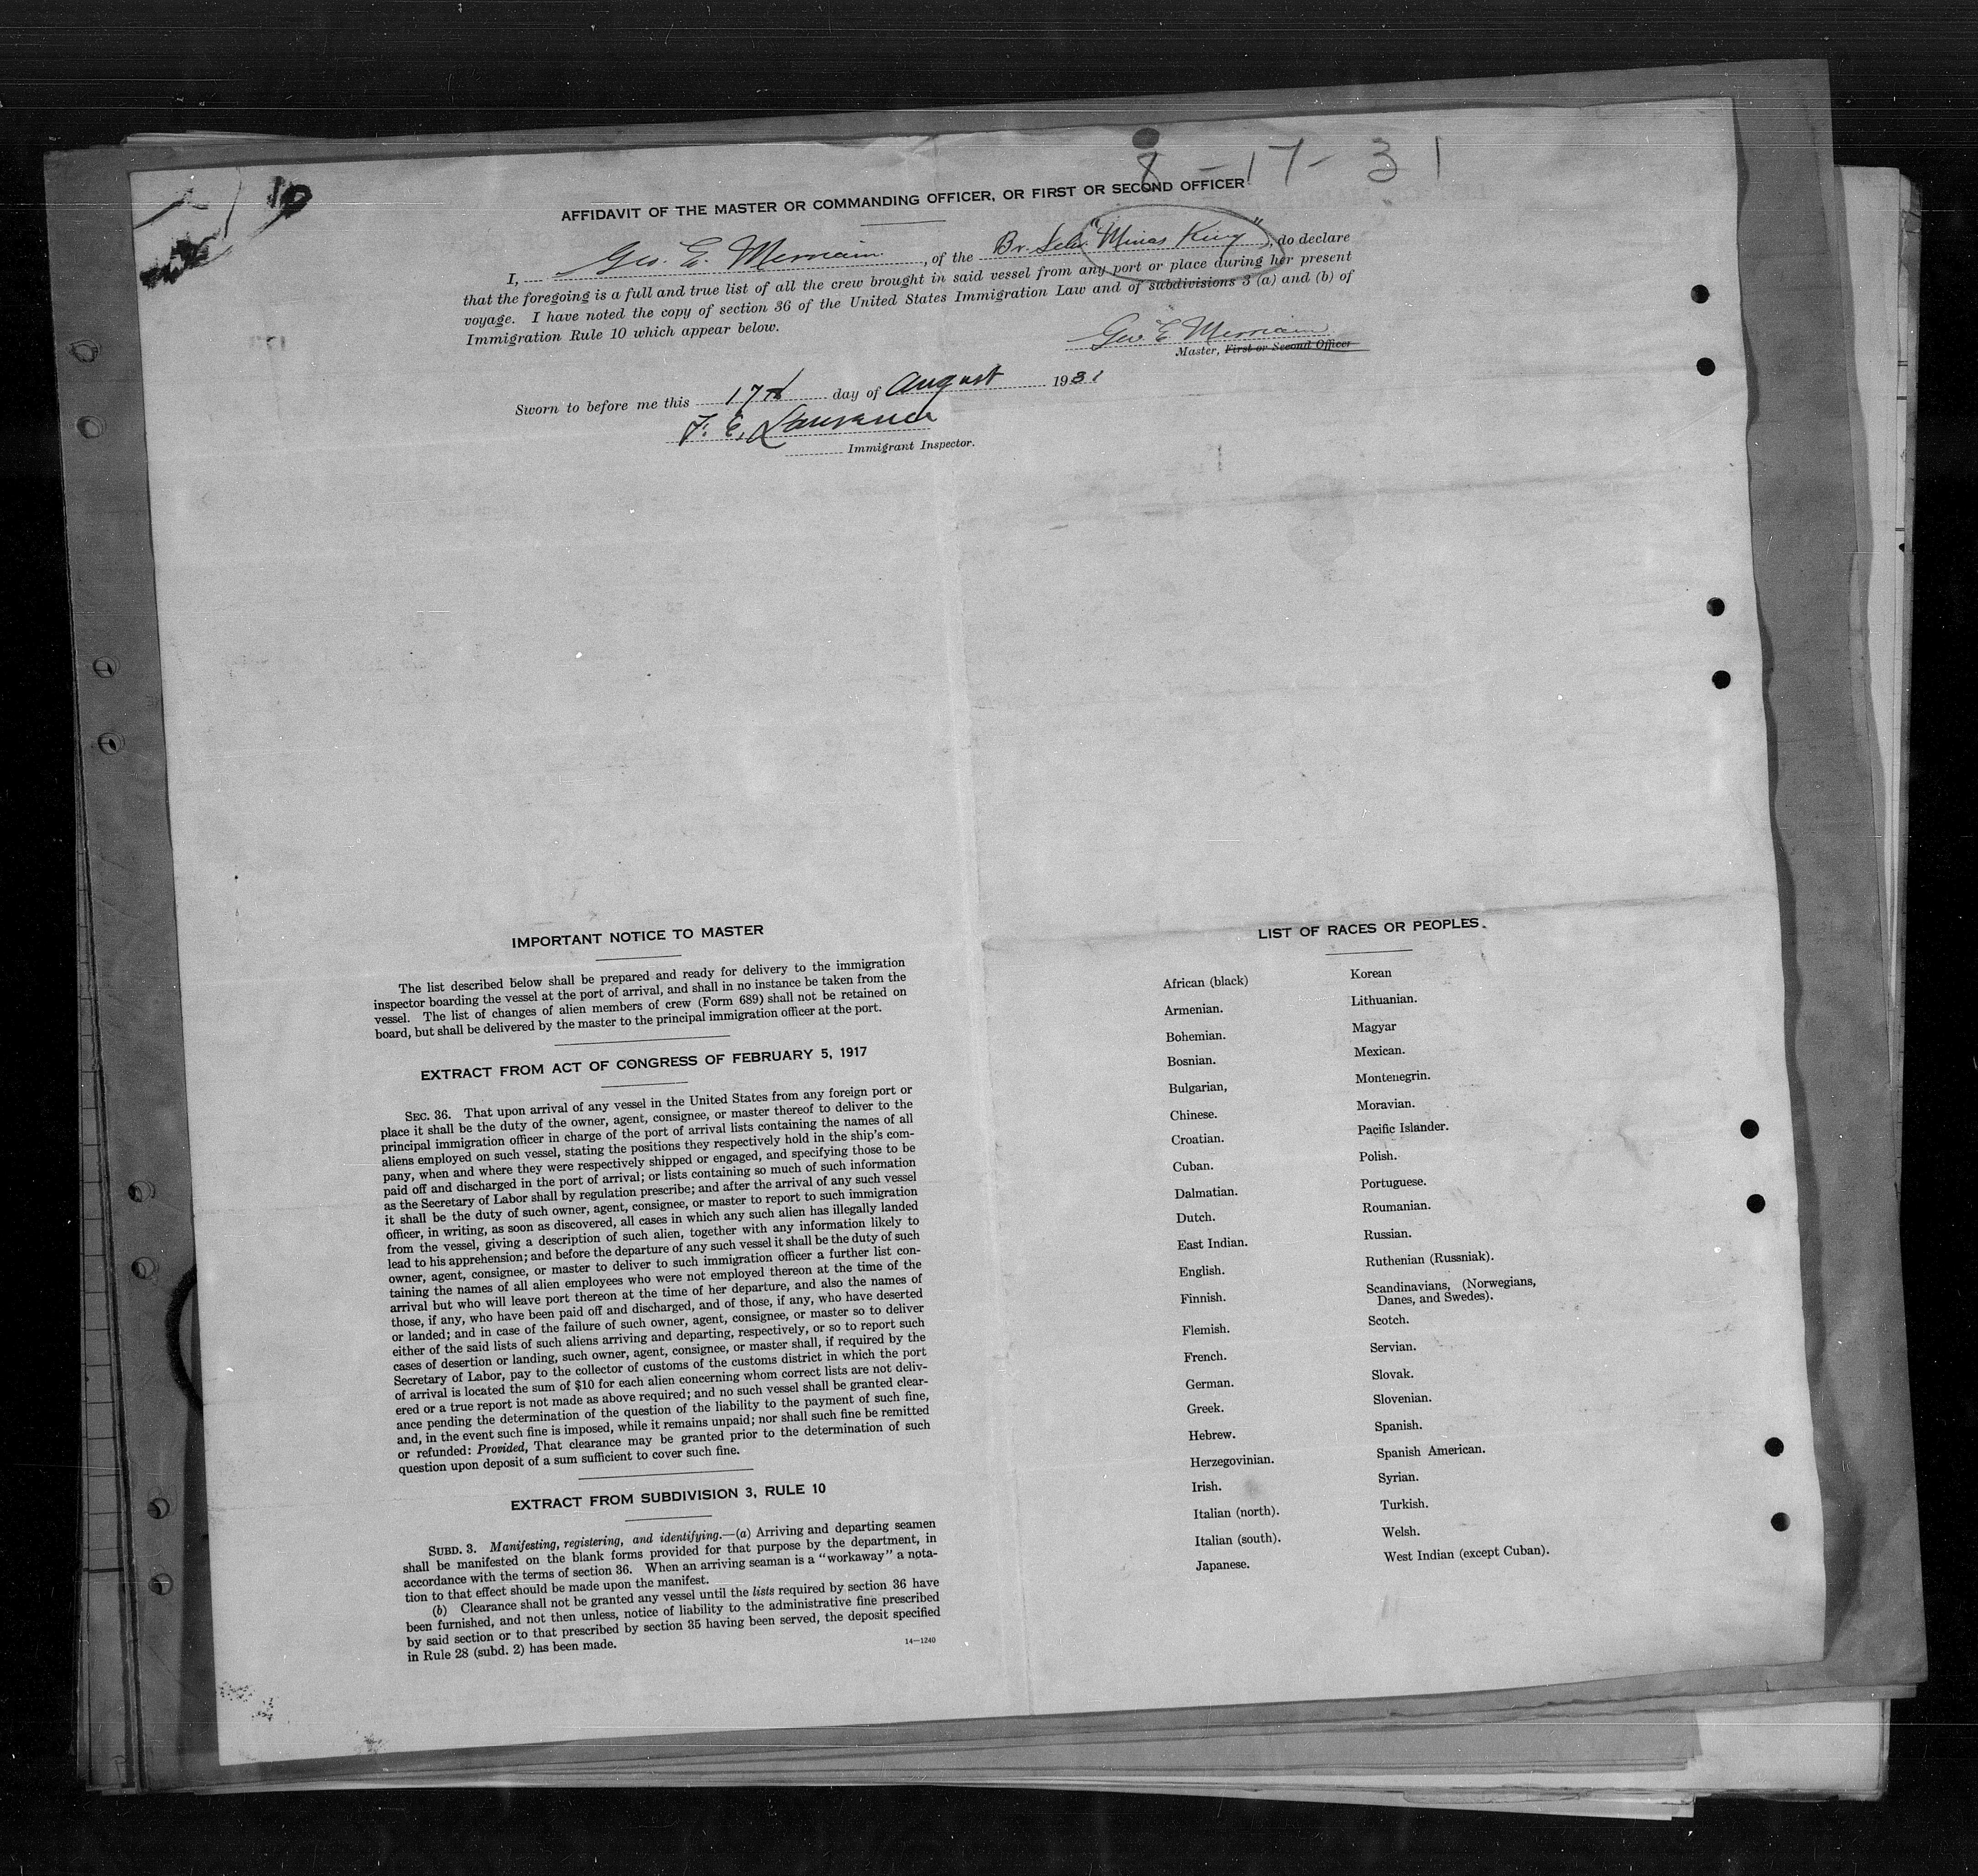 10
8-17-31
AFFIDAVIT OF THE MASTER OR COMMANDING OFFICER, OR FIRST OR SECOND OFFICER
I, Geo. E. Merriam, of the Br. Schr. "Minas King", do declare
that the foregoing is a full and true list of all the crew brought in said vessel from any port or place during her present
voyage. I have noted the copy of section 36 of the United States Immigration Law and of subdivisions 3 (a) and (b) of
Immigration Rule 10 which appear below.
Geo. E. Merriam
Master, First or Second Officer
Sworn to before me this 17th day of August 1931
F. E. Lawrence
Immigrant Inspector.
IMPORTANT NOTICE TO MASTER
The list described below shall be prepared and ready for delivery to the immigration
inspector boarding the vessel at the port of arrival, and shall in no instance be taken from the
vessel. The list of changes of alien members of crew (Form 689) shall not be retained on
board, but shall be delivered by the master to the principal immigration officer at the port.
EXTRACT FROM ACT OF CONGRESS OF FEBRUARY 5, 1917
SEC. 36. That upon arrival of any vessel in the United States from any foreign port or
place it shall be the duty of the owner, agent, consignee, or master thereof to deliver to the
principal immigration officer in charge of the port of arrival lists containing the names of all
aliens employed on such vessel, stating the positions they respectively hold in the ship's com-
pany, when and where they were respectively shipped or engaged, and specifying those to be
paid off and discharged in the port of arrival; or lists containing so much of such information
as the Secretary of Labor shall by regulation prescribe; and after the arrival of any such vessel
it shall be the duty of such owner, agent, consignee, or master to report to such immigration
officer, in writing, as soon as discovered, all cases in which any such alien has illegally landed
from the vessel, giving a description of such alien, together with any information likely to
lead to his apprehension; and before the departure of any such vessel it shall be the duty of such
owner, agent, consignee, or master to deliver to such immigration officer a further list con-
taining the names of all alien employees who were not employed thereon at the time of the
arrival but who will leave port thereon at the time of her departure, and also the names of
those, if any, who have been paid off and discharged, and of those, if any, who have deserted
or landed; and in case of the failure of such owner, agent, consignee, or master so to deliver
either of the said lists of such aliens arriving and departing, respectively, or so to report such
cases of desertion or landing, such owner, agent, consignee, or master shall, if required by the
Secretary of Labor, pay to the collector of customs of the customs district in which the port
of arrival is located the sum of $10 for each alien concerning whom correct lists are not deliv-
ered or a true report is not made as above required; and no such vessel shall be granted clear-
ance pending the determination of the question of the liability to the payment of such fine,
and, in the event such fine is imposed, while it remains unpaid; nor shall such fine be remitted
or refunded: Provided, That clearance may be granted prior to the determination of such
question upon deposit of a sum sufficient to cover such fine.
EXTRACT FROM SUBDIVISION 3, RULE 10
SUBD. 3. Manifesting, registering, and identifying.—(a) Arriving and departing seamen
shall be manifested on the blank forms provided for that purpose by the department, in
accordance with the terms of section 36. When an arriving seaman is a "workaway" a nota-
tion to that effect should be made upon the manifest.
(b) Clearance shall not be granted any vessel until the lists required by section 36 have
been furnished, and not then unless, notice of liability to the administrative fine prescribed
by said section or to that prescribed by section 35 having been served, the deposit specified
in Rule 28 (subd. 2) has been made.
14—1240
LIST OF RACES OR PEOPLES.
African (black)
Armenian.
Bohemian.
Bosnian.
Bulgarian,
Chinese.
Croatian.
Cuban.
Dalmatian.
Dutch.
East Indian.
English.
Finnish.
Flemish.
French.
German.
Greek.
Hebrew.
Herzegovinian.
Irish.
Italian (north).
Italian (south).
Japanese.
Korean
Lithuanian.
Magyar
Mexican.
Montenegrin.
Moravian.
Pacific Islander.
Polish.
Portuguese.
Roumanian.
Russian.
Ruthenian (Russniak).
Scandinavians, (Norwegians,
Danes, and Swedes).
Scotch.
Servian.
Slovak.
Slovenian.
Spanish.
Spanish American.
Syrian.
Turkish.
Welsh.
West Indian (except Cuban).